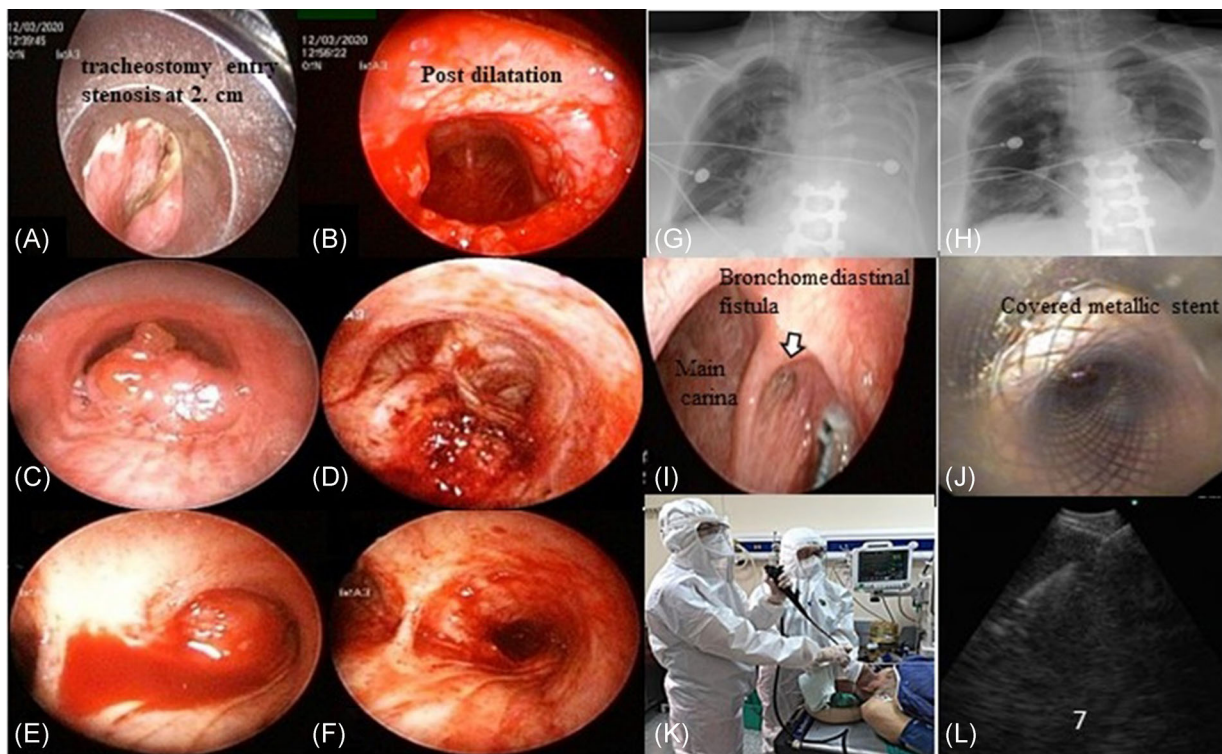 12/03/2020
12:39:45
tracheostomy entry
stenosis at 2. cm
(A)
12/03/2020
12:56:22
Post dilatation
(B)
(G)
(H)
(C)
(D)
Bronchomediastinal
fistula
Main
carina
(I)
Covered metallic stent
(J)
(E)
(F)
(K)
7
(L)